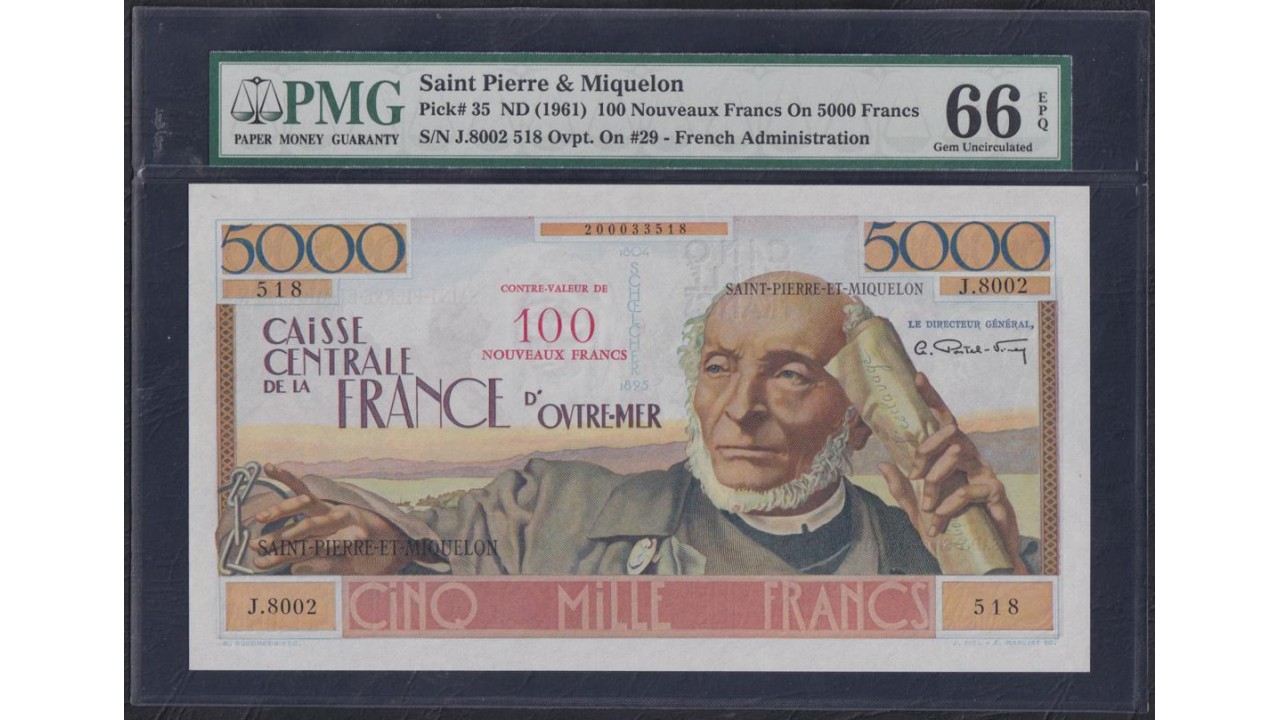 PMG
PAPER MONEY GUARANTY
Saint Pierre & Miquelon
Pick# 35 ND (1961) 100 Nouveaux Francs On 5000 Francs
S/N J.8002 518 Ovpt. On #29 - French Administration
66 EPQ
Gem Uncirculated
5000
200033518
5000
518
1804
SCHŒLCHER
1893
CONTRE-VALEUR DE
100
NOUVEAUX FRANCS
SAINT-PIERRE-ET-MIQUELON
J.8002
CAiSSE
CENTRALE
DE LA FRANCE D'OVTRE-MER
LE DIRECTEUR GÉNÉRAL,
SAINT-PIERRE-ET-MIQUELON
J.8002
CiNQ MiLLE FRANCS
518